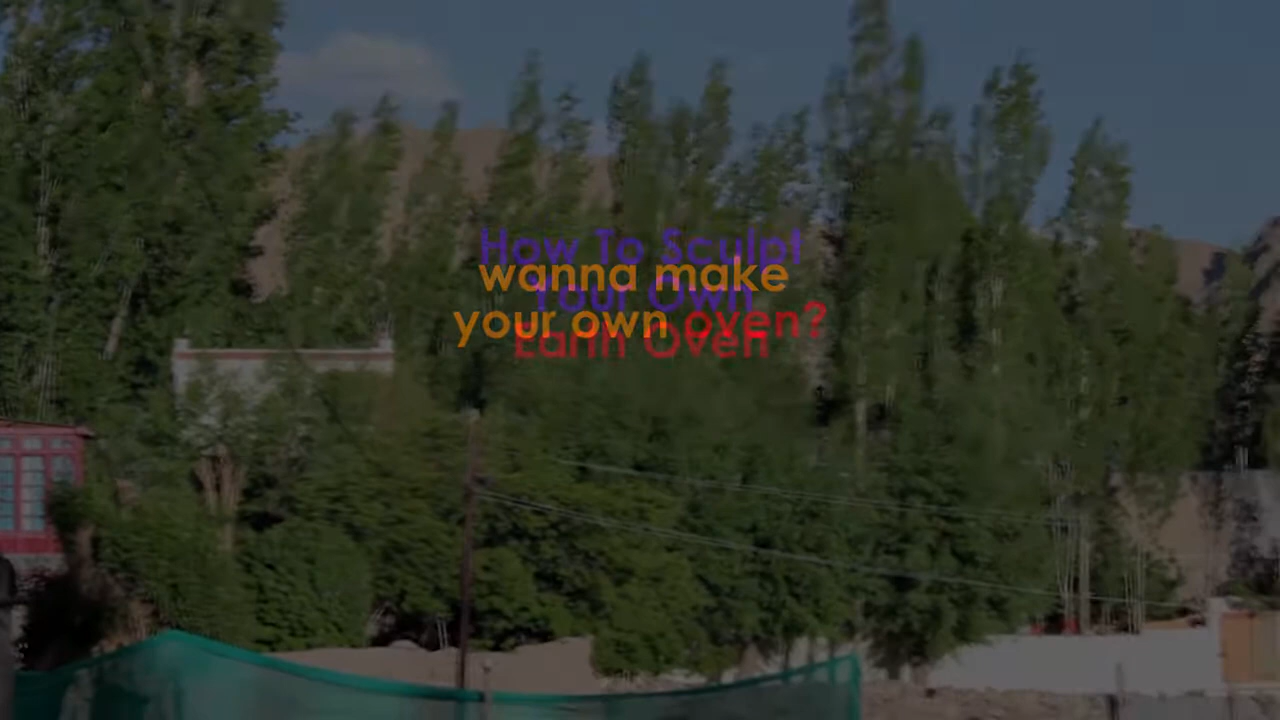 How To Sculpt
wanna make
Your Own
your own oven?
Earth Oven